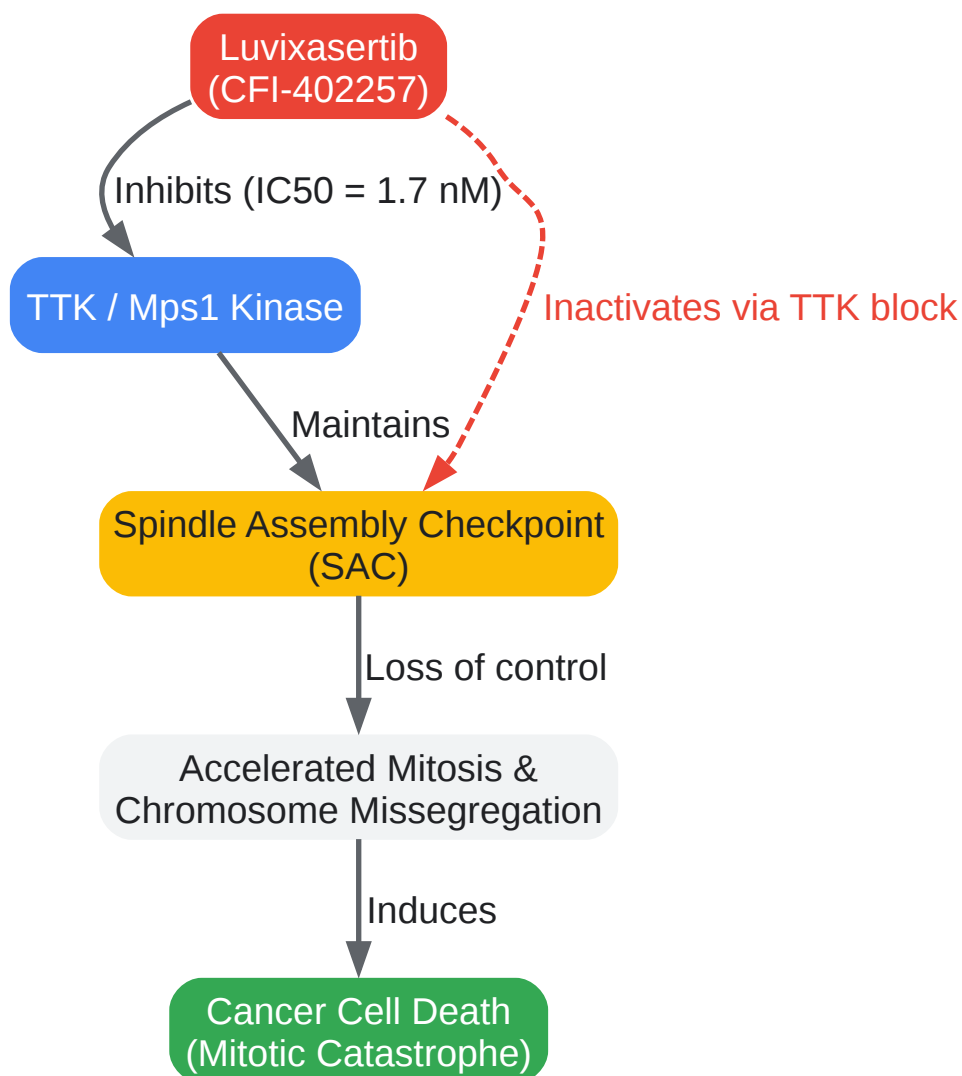 Luvixasertib
(CFI-402257)
Inhibits (IC50 = 1.7 nM)
TTK / Mps1 Kinase
Inactivates via TTK block
Maintains
Spindle Assembly Checkpoint
(SAC)
Loss of control
Accelerated Mitosis &
Chromosome Missegregation
Induces
Cancer Cell Death
(Mitotic Catastrophe)